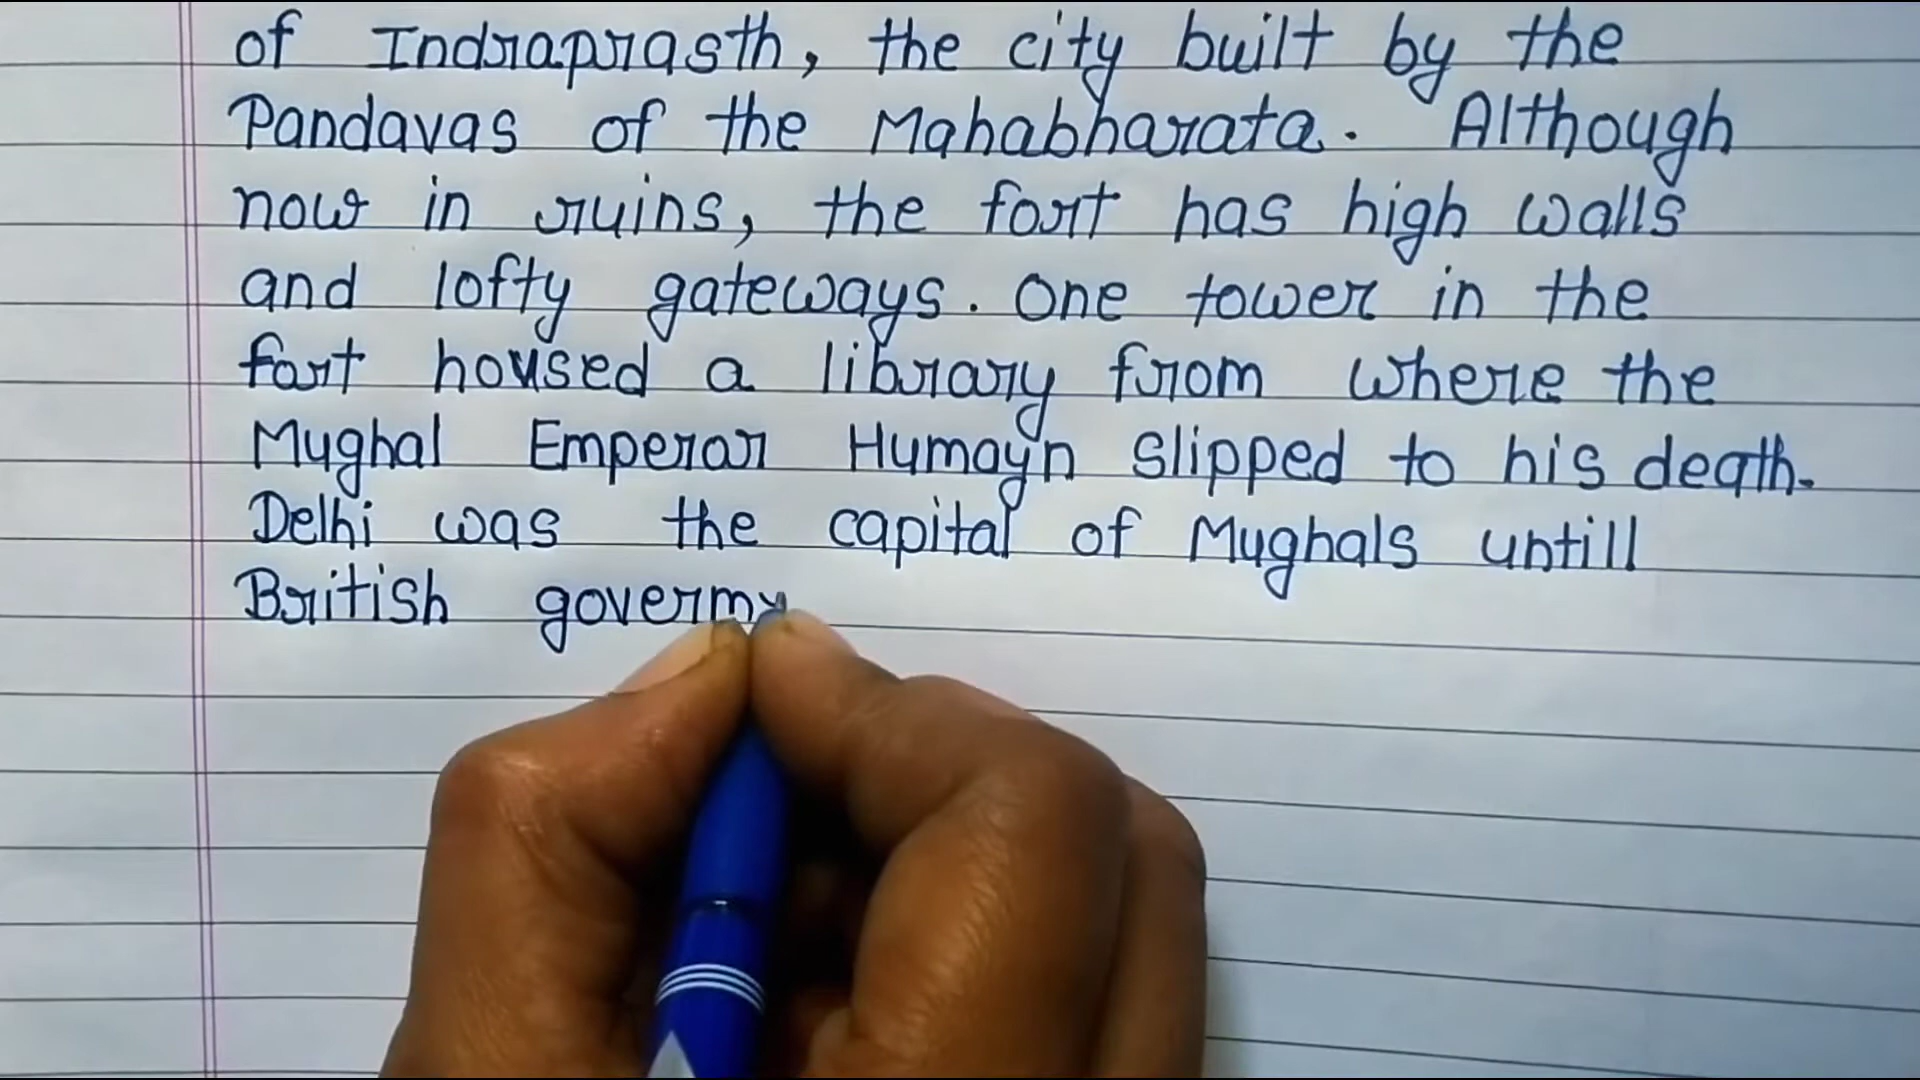 of Indraprasth, the city built by the
Pandavas of the Mahabharata. Although
now in ruins, the fort has high walls
and lofty gateways. One tower in the
fort housed a library from where the
Mughal Emperor Humayn slipped to his death.
Delhi was the capital of Mughals untill
British